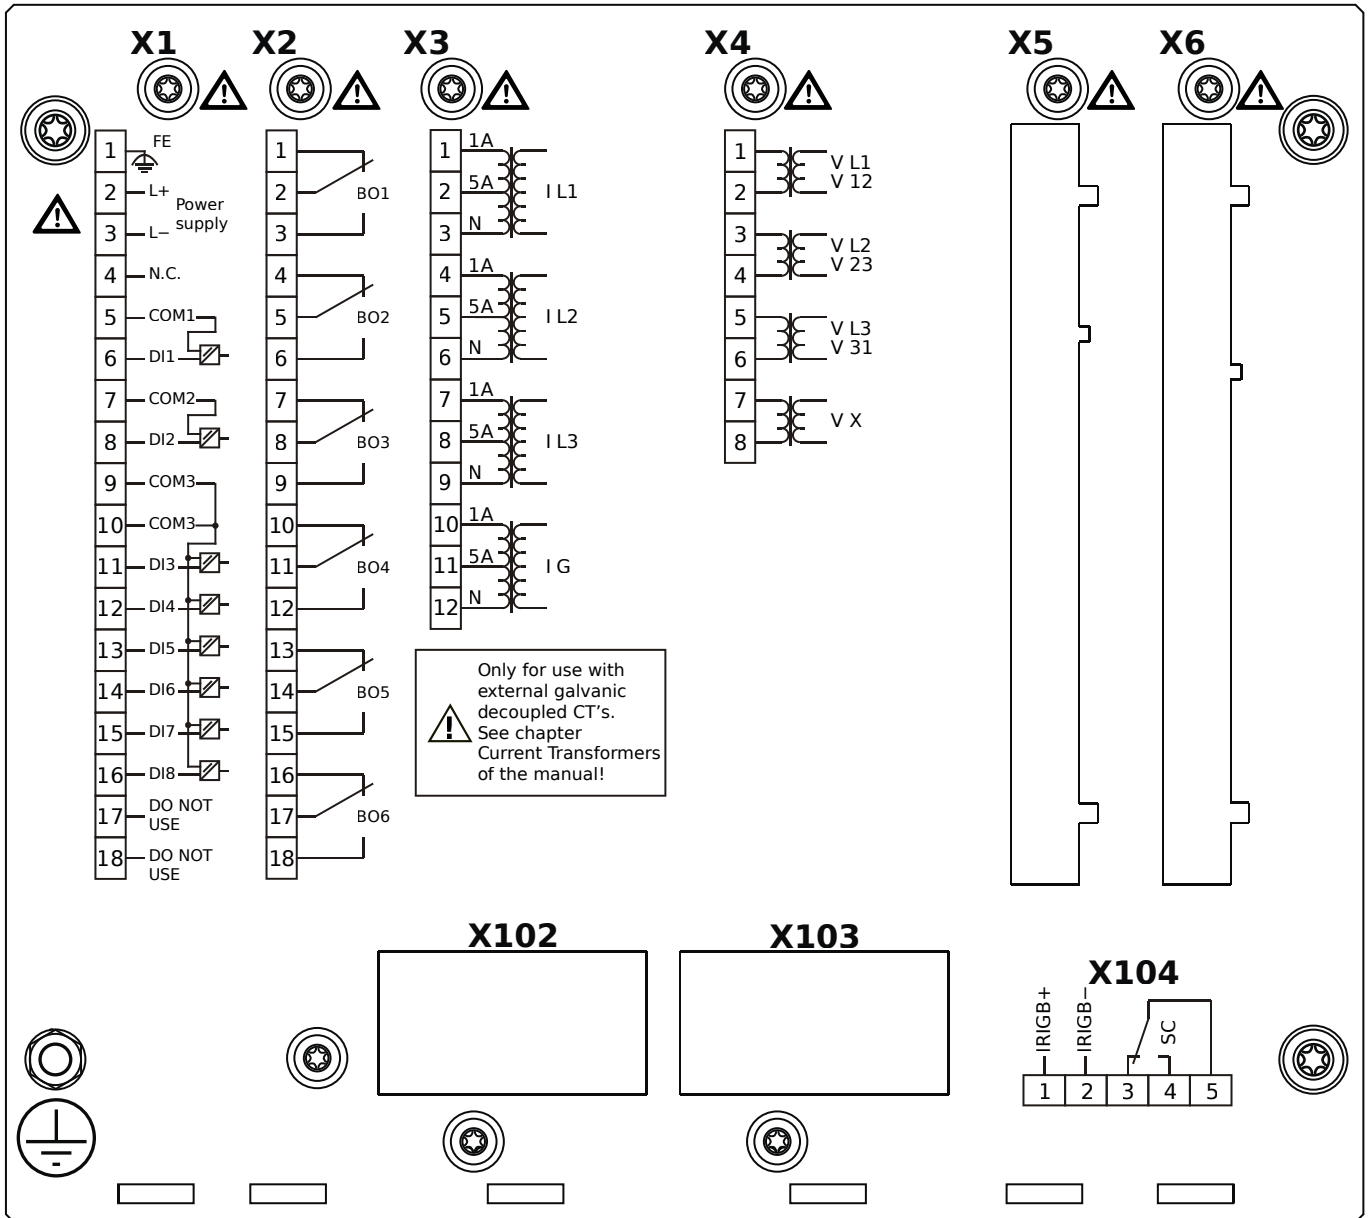 X1
X2
X3
X4
X5
X6
1 FE
2 L+
Power
supply
3 L−
4 N.C.
5 COM1
6 DI1
7 COM2
8 DI2
9 COM3
10 COM3
11 DI3
12 DI4
13 DI5
14 DI6
15 DI7
16 DI8
17 DO NOT
USE
18 DO NOT
USE
1
2 BO1
3
4
5 BO2
6
7
8 BO3
9
10
11 BO4
12
13
14 BO5
15
16
17 BO6
18
1 1A
2 5A I L1
3 N
4 1A
5 5A I L2
6 N
7 1A
8 5A I L3
9 N
10 1A
11 5A I G
12 N
Only for use with
external galvanic
decoupled CT's.
See chapter
Current Transformers
of the manual!
1 V L1
2 V 12
3 V L2
4 V 23
5 V L3
6 V 31
7 V X
8
X102
X103
X104
IRIGB+
IRIGB−
SC
1 2 3 4 5